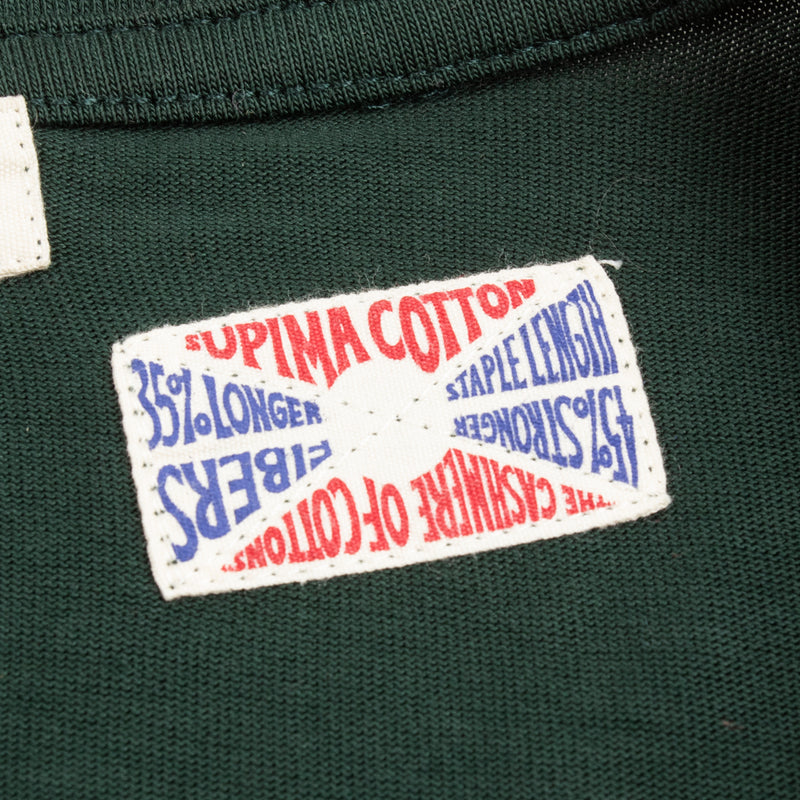 SUPIMA COTTON
35% LONGER
FIBERS
STAPLE LENGTH
45% STRONGER
"THE CASHMERE OF COTTONS"